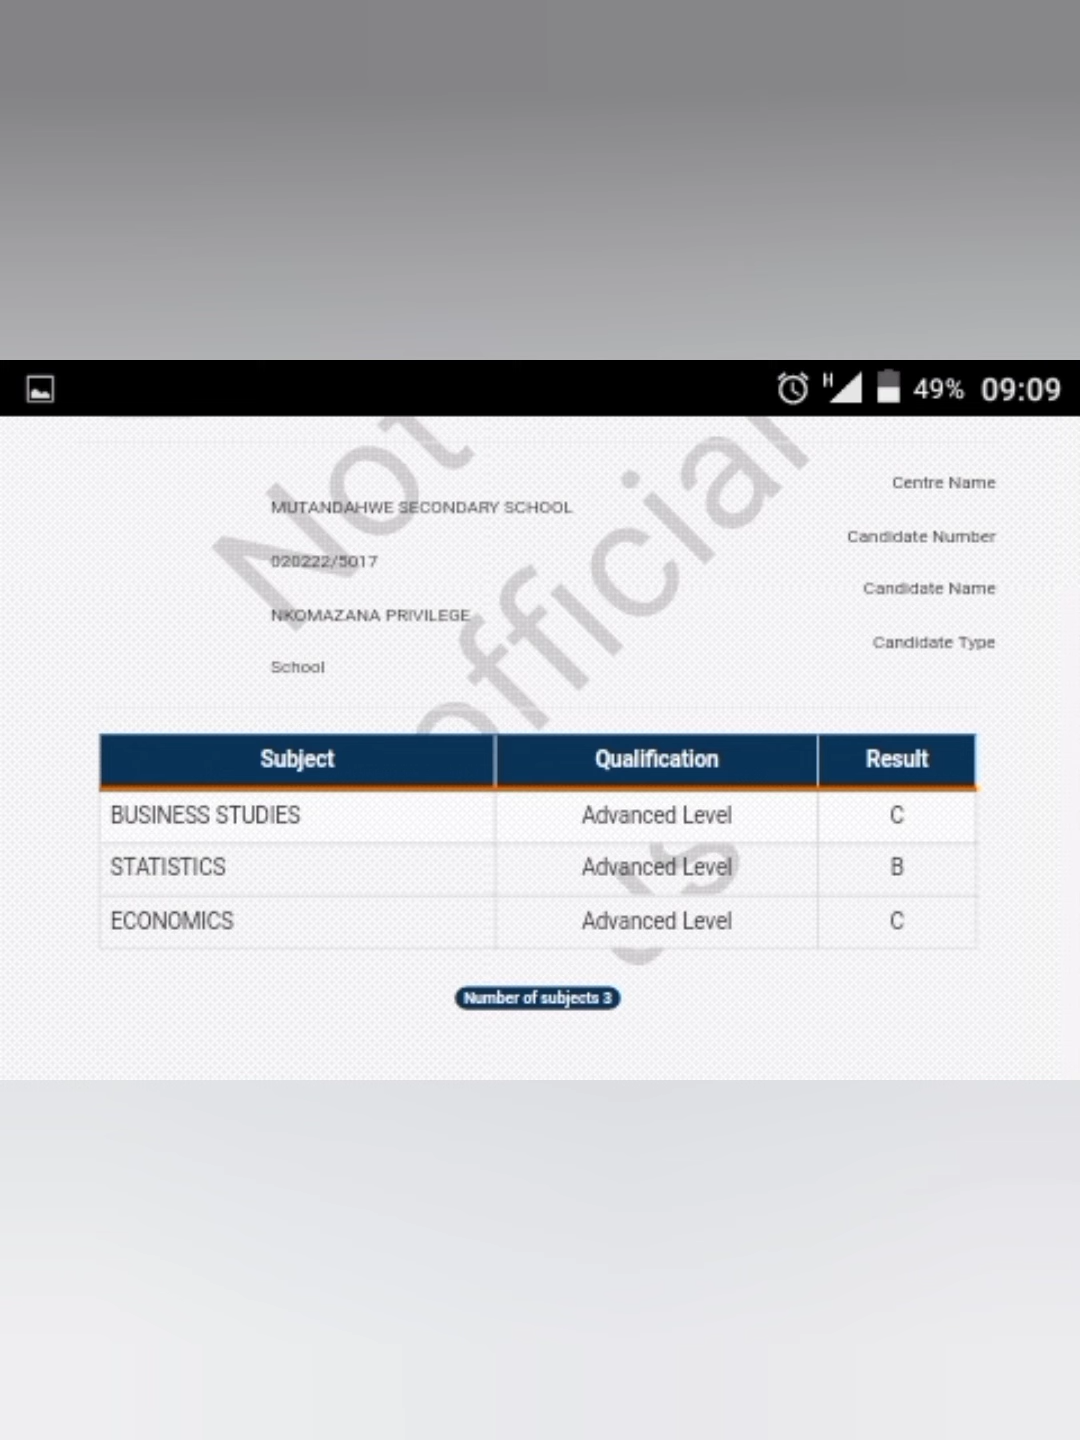 49% 09:09
Not official
Centre Name
MUTANDAHWE SECONDARY SCHOOL
Candidate Number
020222/5017
Candidate Name
NKOMAZANA PRIVILEGE
Candidate Type
School
Subject Qualification Result
BUSINESS STUDIES Advanced Level C
STATISTICS Advanced Level B
ECONOMICS Advanced Level C
Number of subjects 3